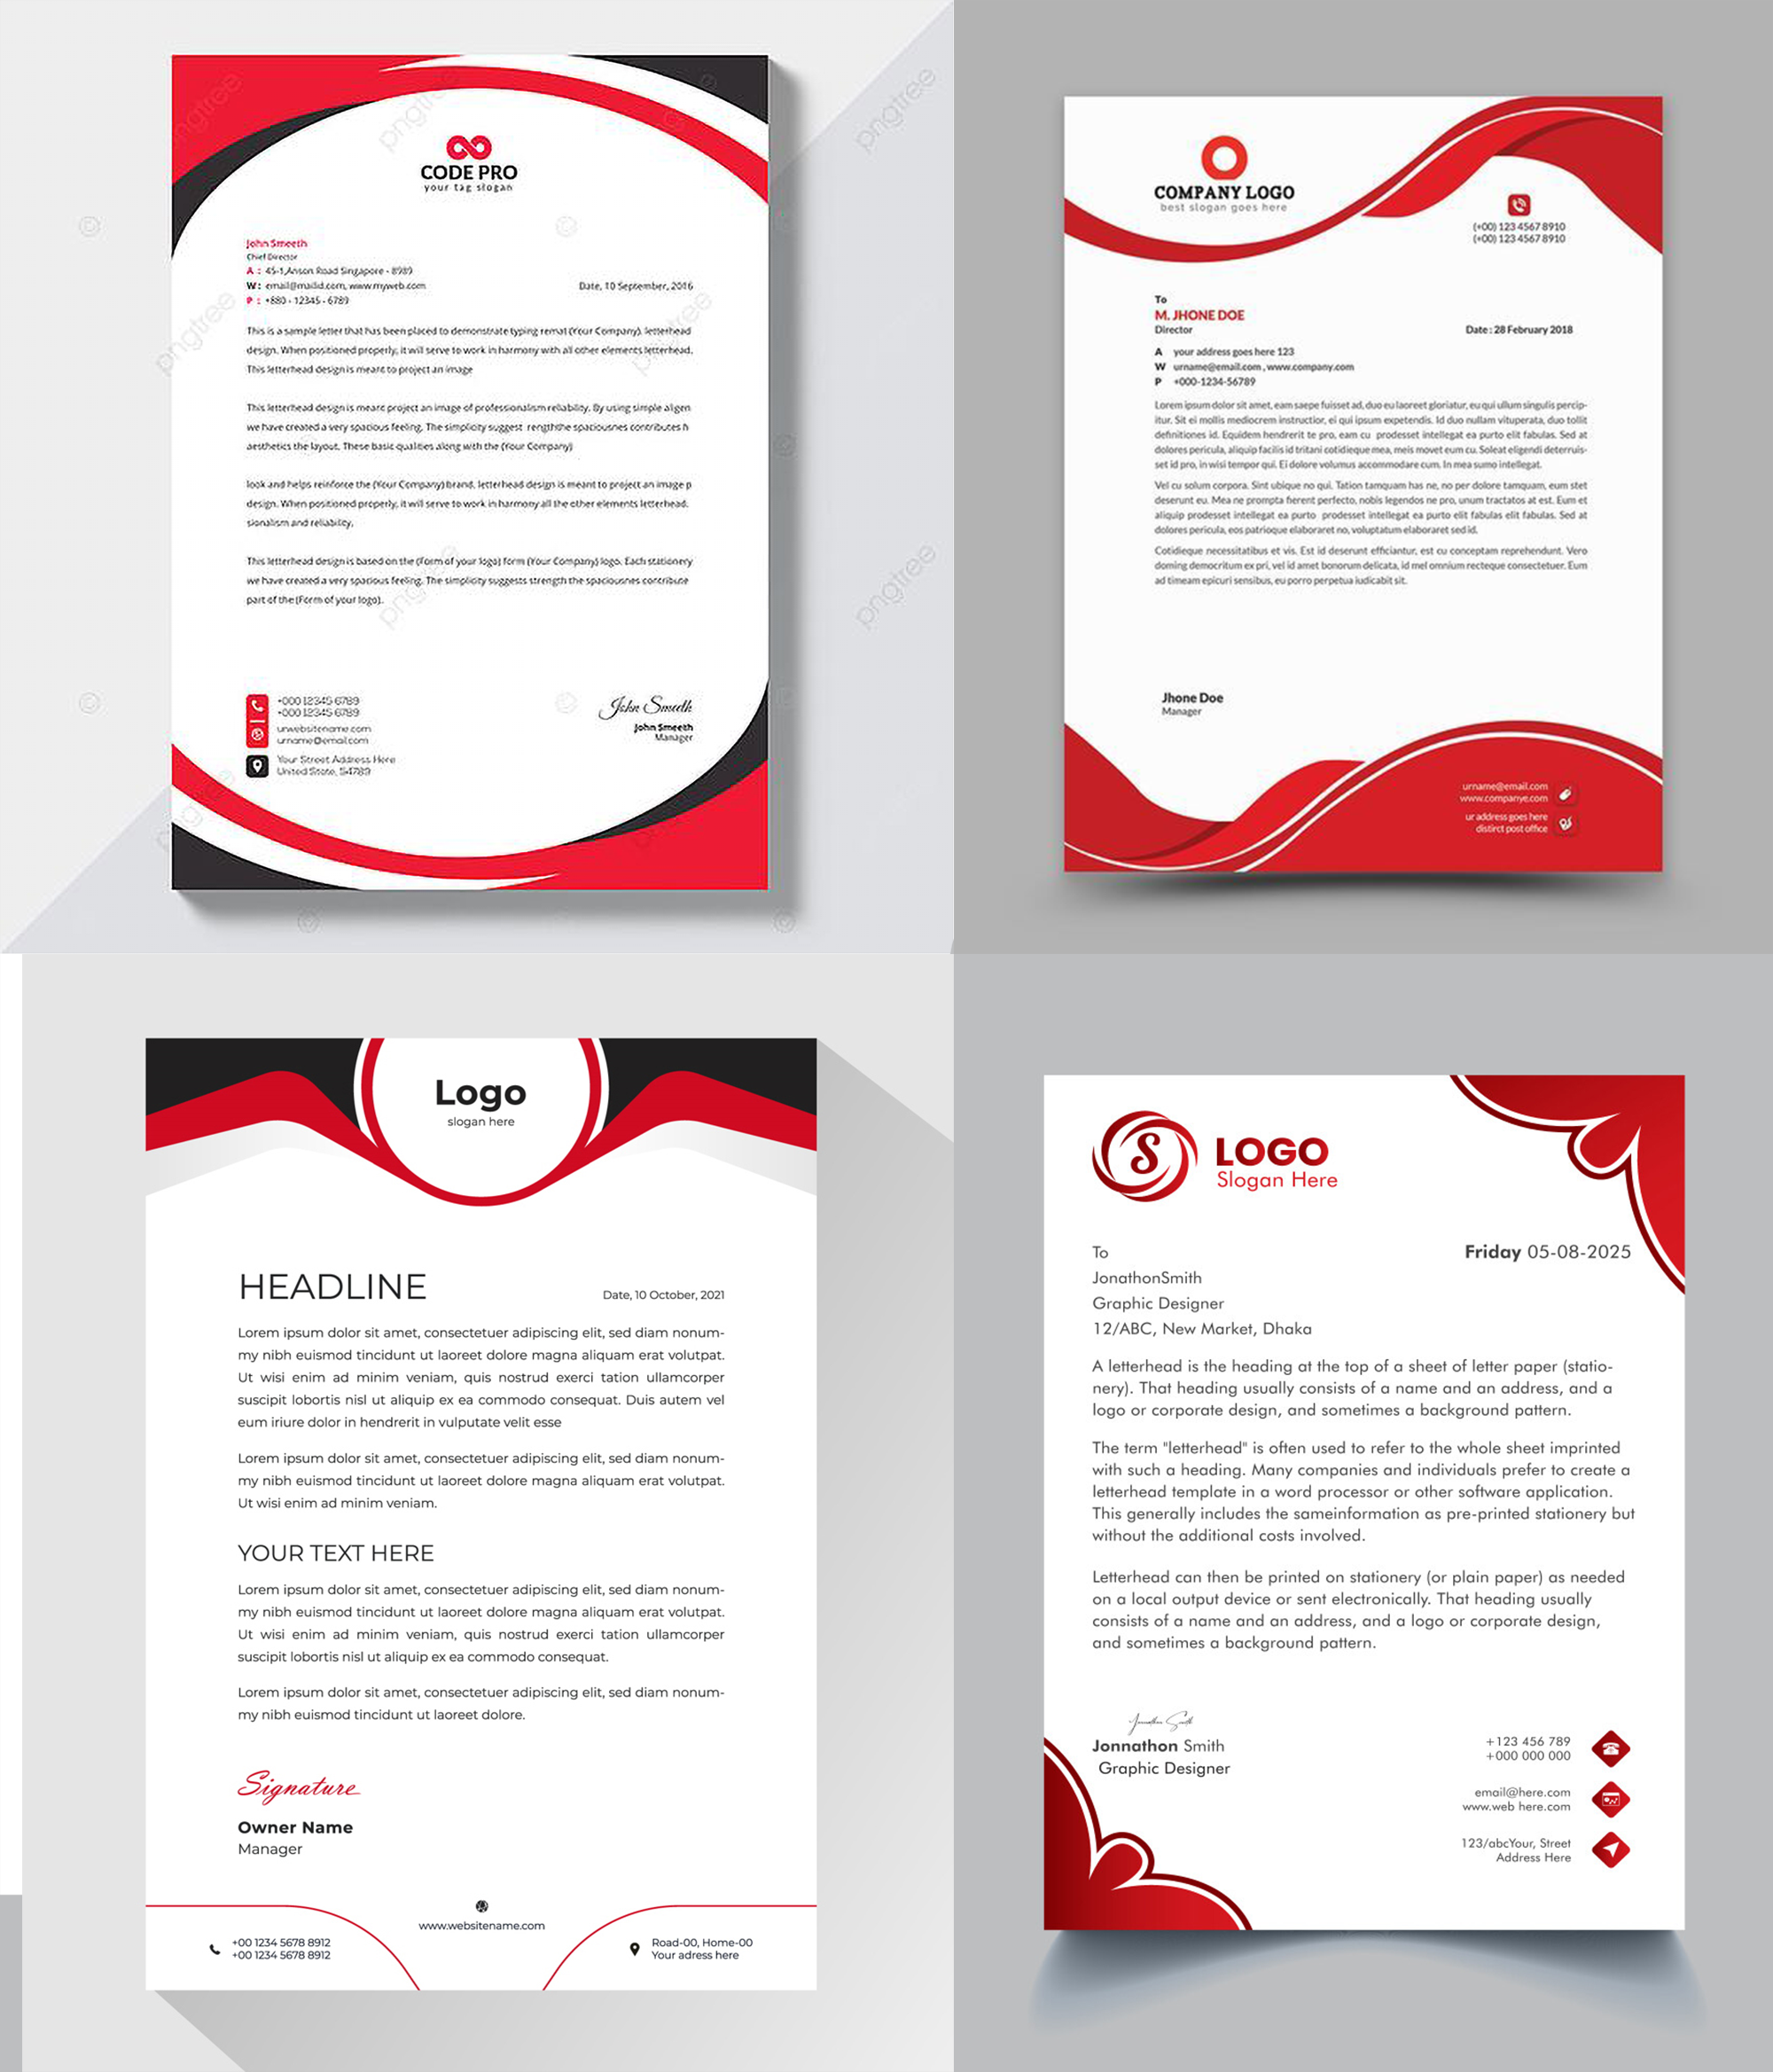 CODE PRO
your tag slogan
John Smeeth
Chief Director
A : 45-1,Anson Road Singapore - 8989
W : email@mailid.com, www.myweb.com
P : +880 - 12345 - 6789
Date, 10 September, 2016
This is a sample letter that has been placed to demonstrate typing remat (Your Company). letterhead
design. When positioned properly, it will serve to work in harmony with all other elements letterhead.
This letterhead design is meant to project an image
This letterhead design is meant project an image of professionalism reliability. By using simple aligen
we have created a very spacious feeling. The simplicity suggest rengththe spaciousnes contributes h
aesthetics the layout. These basic qualities along with the (Your Company)
look and helps reinforce the (Your Company) brand, letterhead design is meant to project an image p
design. When positioned properly, it will serve to work in harmony all the other elements letterhead.
sionalism and reliability.
This letterhead design is based on the (Form of your logo) form (Your Company) logo. Each stationery
we have created a very spacious feeling. The simplicity suggests strength the spaciousnes contribute
part of the (Form of your logo).
+000 12345 6789
+000 12345 6789
urwebsitename.com
urname@email.com
Your Street Address Here
United State, 54789
John Smeeth
John Smeeth
Manager
pngtree
pngtree
pngtree
pngtree
pngtree
pngtree
pngtree
pngtree
COMPANY LOGO
best slogan goes here
(+00) 123 4567 8910
(+00) 123 4567 8910
To
M. JHONE DOE
Director
Date : 28 February 2018
A your address goes here 123
W urname@email.com , www.company.com
P +000-1234-56789
Lorem ipsum dolor sit amet, eam saepe fuisset ad, duo eu laoreet gloriatur, eu qui ullum singulis percip-
itur. Sit ei mollis mediocrem instructior, ei qui ipsum expetendis. Id duo nullam vituperata, duo tollit
definitiones id. Equidem hendrerit te pro, eam cu prodesset intellegat ea purto elit fabulas. Sed at
dolores pericula, aliquip facilis id tritani cotidieque mea, meis movet eum cu. Soleat eligendi deterruis-
set id pro, in wisi tempor qui. Ei dolore volumus accommodare cum. In mea sumo intellegat.
Vel cu solum corpora. Sint ubique no qui. Tation tamquam has ne, no per dolore tamquam, eum stet
deserunt eu. Mea ne prompta fierent perfecto, nobis legendos ne pro, unum tractatos at est. Eum et
aliquip prodesset intellegat ea purto prodesset intellegat ea purto elit fabulas elit fabulas. Sed at
dolores pericula, eos patrioque elaboraret no, voluptatum elaboraret sed id.
Cotidieque necessitatibus et vis. Est id deserunt efficiantur, est cu conceptam reprehendunt. Vero
doming democritum ex pri, vel id amet bonorum delicata, id mel omnium recteque consectetuer. Eum
ad timeam epicuri sensibus, eu porro perpetua iudicabit sit.
Jhone Doe
Manager
urname@email.com
www.companye.com
ur address goes here
distirct post office
Logo
slogan here
HEADLINE
Date, 10 October, 2021
Lorem ipsum dolor sit amet, consectetuer adipiscing elit, sed diam nonum-
my nibh euismod tincidunt ut laoreet dolore magna aliquam erat volutpat.
Ut wisi enim ad minim veniam, quis nostrud exerci tation ullamcorper
suscipit lobortis nisl ut aliquip ex ea commodo consequat. Duis autem vel
eum iriure dolor in hendrerit in vulputate velit esse
Lorem ipsum dolor sit amet, consectetuer adipiscing elit, sed diam nonum-
my nibh euismod tincidunt ut laoreet dolore magna aliquam erat volutpat.
Ut wisi enim ad minim veniam.
YOUR TEXT HERE
Lorem ipsum dolor sit amet, consectetuer adipiscing elit, sed diam nonum-
my nibh euismod tincidunt ut laoreet dolore magna aliquam erat volutpat.
Ut wisi enim ad minim veniam, quis nostrud exerci tation ullamcorper
suscipit lobortis nisl ut aliquip ex ea commodo consequat.
Lorem ipsum dolor sit amet, consectetuer adipiscing elit, sed diam nonum-
my nibh euismod tincidunt ut laoreet dolore.
Signature
Owner Name
Manager
+00 1234 5678 8912
+00 1234 5678 8912
www.websitename.com
Road-00, Home-00
Your adress here
S
LOGO
Slogan Here
To
JonathonSmith
Graphic Designer
12/ABC, New Market, Dhaka
Friday 05-08-2025
A letterhead is the heading at the top of a sheet of letter paper (statio-
nery). That heading usually consists of a name and an address, and a
logo or corporate design, and sometimes a background pattern.
The term "letterhead" is often used to refer to the whole sheet imprinted
with such a heading. Many companies and individuals prefer to create a
letterhead template in a word processor or other software application.
This generally includes the sameinformation as pre-printed stationery but
without the additional costs involved.
Letterhead can then be printed on stationery (or plain paper) as needed
on a local output device or sent electronically. That heading usually
consists of a name and an address, and a logo or corporate design,
and sometimes a background pattern.
Jonnathon Smith
Jonnathon Smith
Graphic Designer
+123 456 789
+000 000 000
email@here.com
www.web here.com
123/abcYour, Street
Address Here